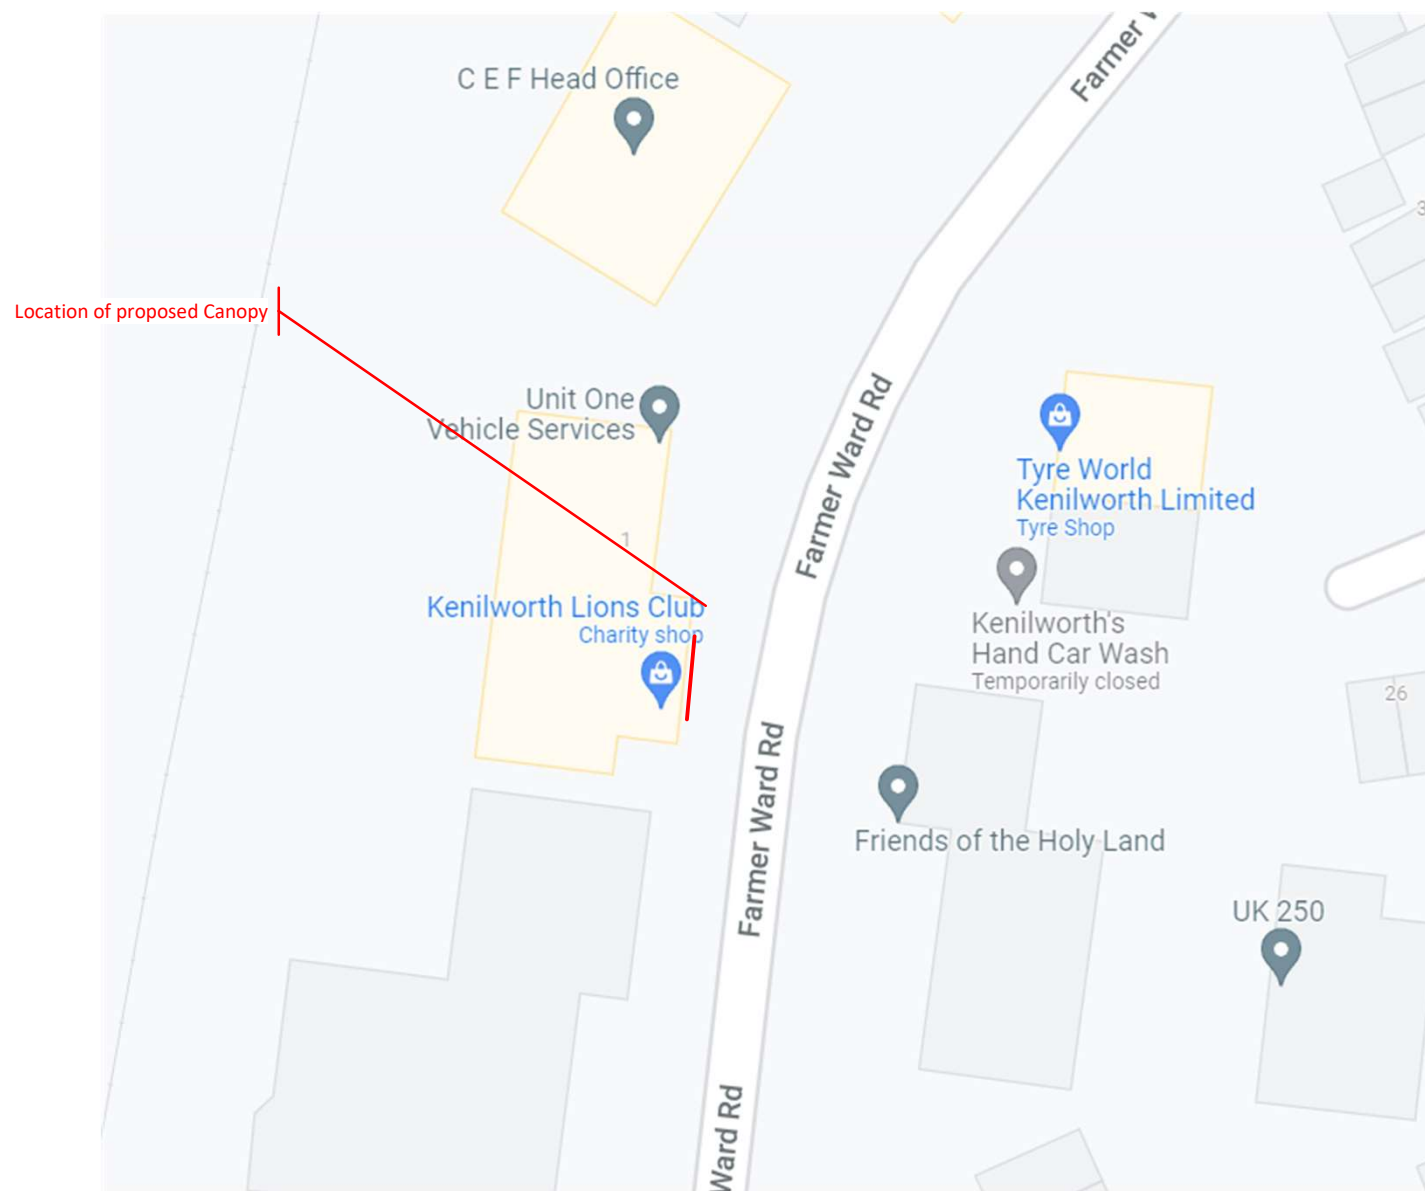 C E F Head Office
Farmer
Location of proposed Canopy
Unit One
Vehicle Services
Farmer Ward Rd
Tyre World
Kenilworth Limited
Tyre Shop
1
Kenilworth Lions Club
Charity shop
Kenilworth's
Hand Car Wash
Temporarily closed
26
Farmer Ward Rd
Friends of the Holy Land
UK 250
Ward Rd